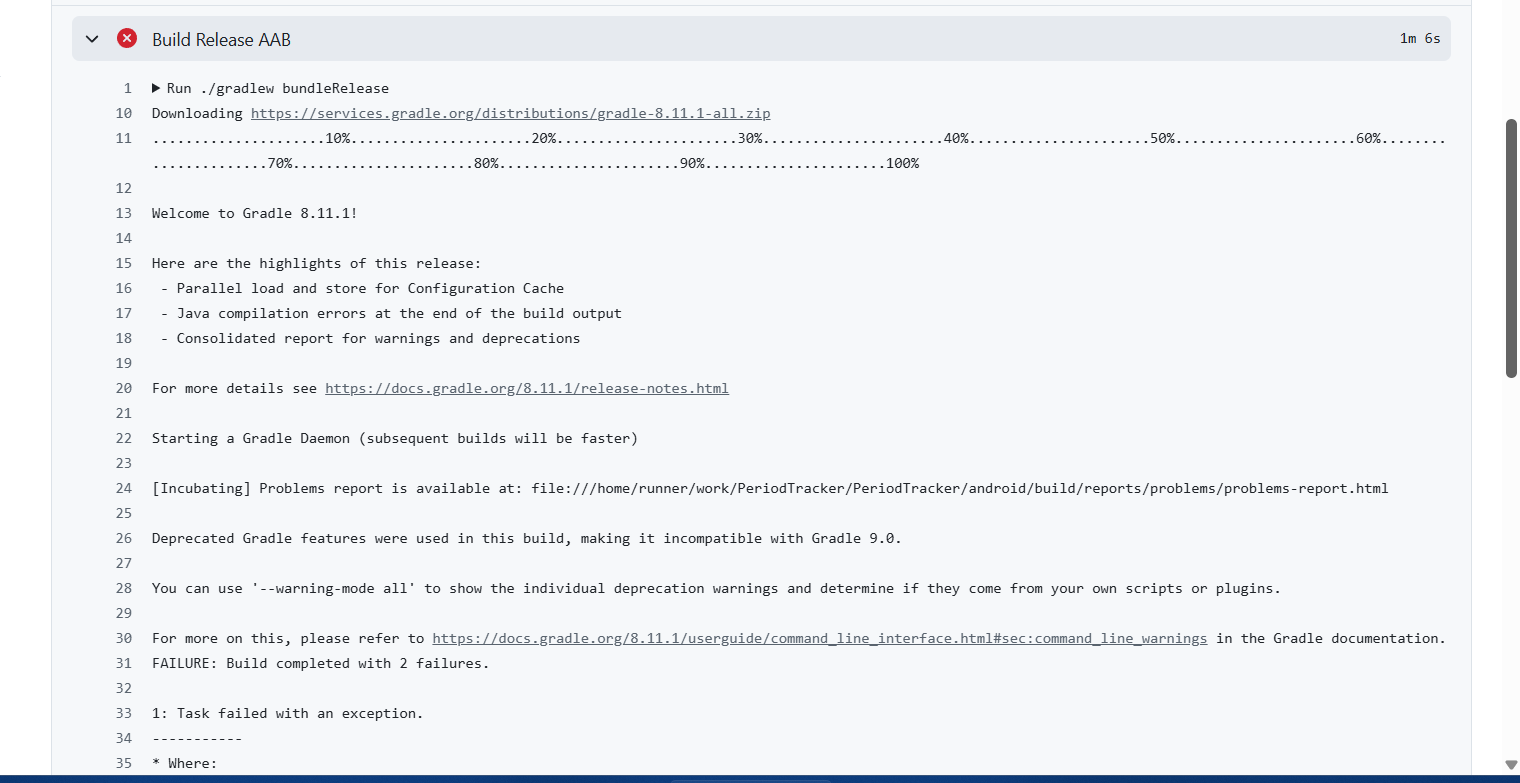 Build Release AAB 1m 6s
1 ▶ Run ./gradlew bundleRelease
10 Downloading https://services.gradle.org/distributions/gradle-8.11.1-all.zip
11 .....................10%......................20%......................30%......................40%......................50%......................60%........
..............70%......................80%......................90%......................100%
12
13 Welcome to Gradle 8.11.1!
14
15 Here are the highlights of this release:
16 - Parallel load and store for Configuration Cache
17 - Java compilation errors at the end of the build output
18 - Consolidated report for warnings and deprecations
19
20 For more details see https://docs.gradle.org/8.11.1/release-notes.html
21
22 Starting a Gradle Daemon (subsequent builds will be faster)
23
24 [Incubating] Problems report is available at: file:///home/runner/work/PeriodTracker/PeriodTracker/android/build/reports/problems/problems-report.html
25
26 Deprecated Gradle features were used in this build, making it incompatible with Gradle 9.0.
27
28 You can use '--warning-mode all' to show the individual deprecation warnings and determine if they come from your own scripts or plugins.
29
30 For more on this, please refer to https://docs.gradle.org/8.11.1/userguide/command_line_interface.html#sec:command_line_warnings in the Gradle documentation.
31 FAILURE: Build completed with 2 failures.
32
33 1: Task failed with an exception.
34 -----------
35 * Where: